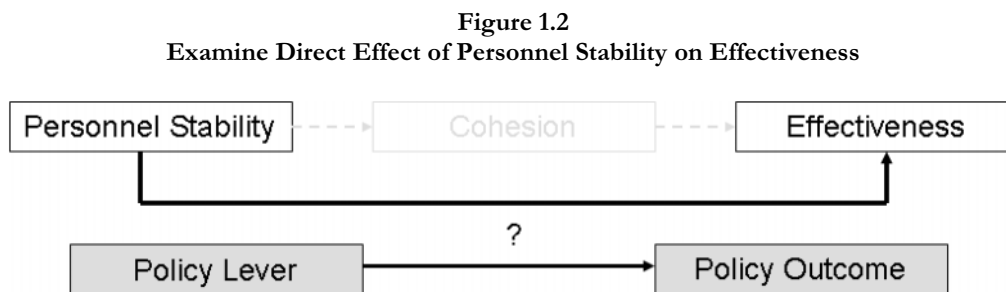 Figure 1.2
Examine Direct Effect of Personnel Stability on Effectiveness
Personnel Stability
Cohesion
Effectiveness
?
Policy Lever
Policy Outcome